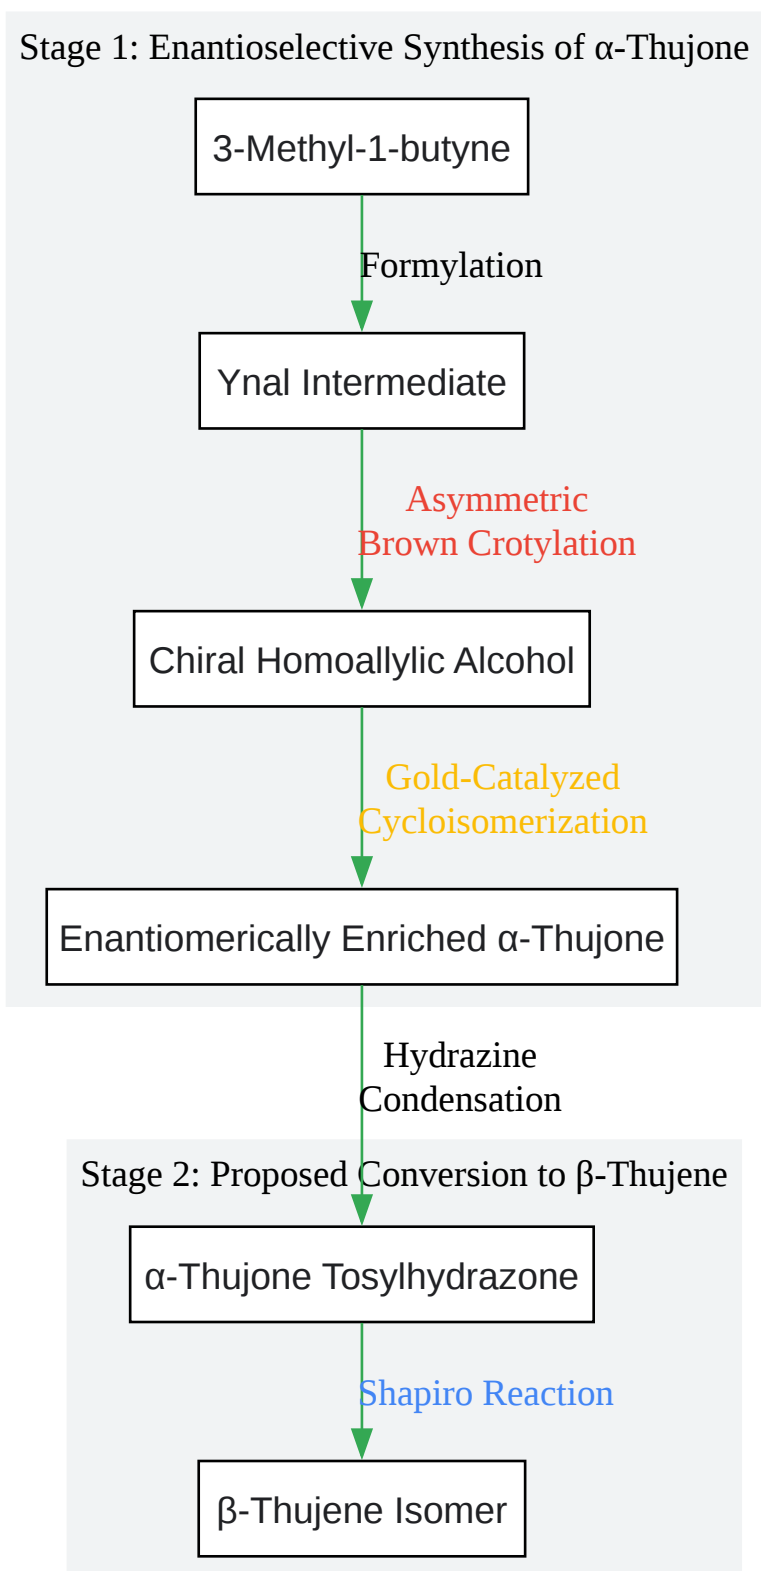 Stage 1: Enantioselective Synthesis of α-Thujone
3-Methyl-1-butyne
Formylation
Ynal Intermediate
Asymmetric
Brown Crotylation
Chiral Homoallylic Alcohol
Gold-Catalyzed
Cycloisomerization
Enantiomerically Enriched α-Thujone
Hydrazine
Condensation
Stage 2: Proposed Conversion to β-Thujene
α-Thujone Tosylhydrazone
Shapiro Reaction
β-Thujene Isomer